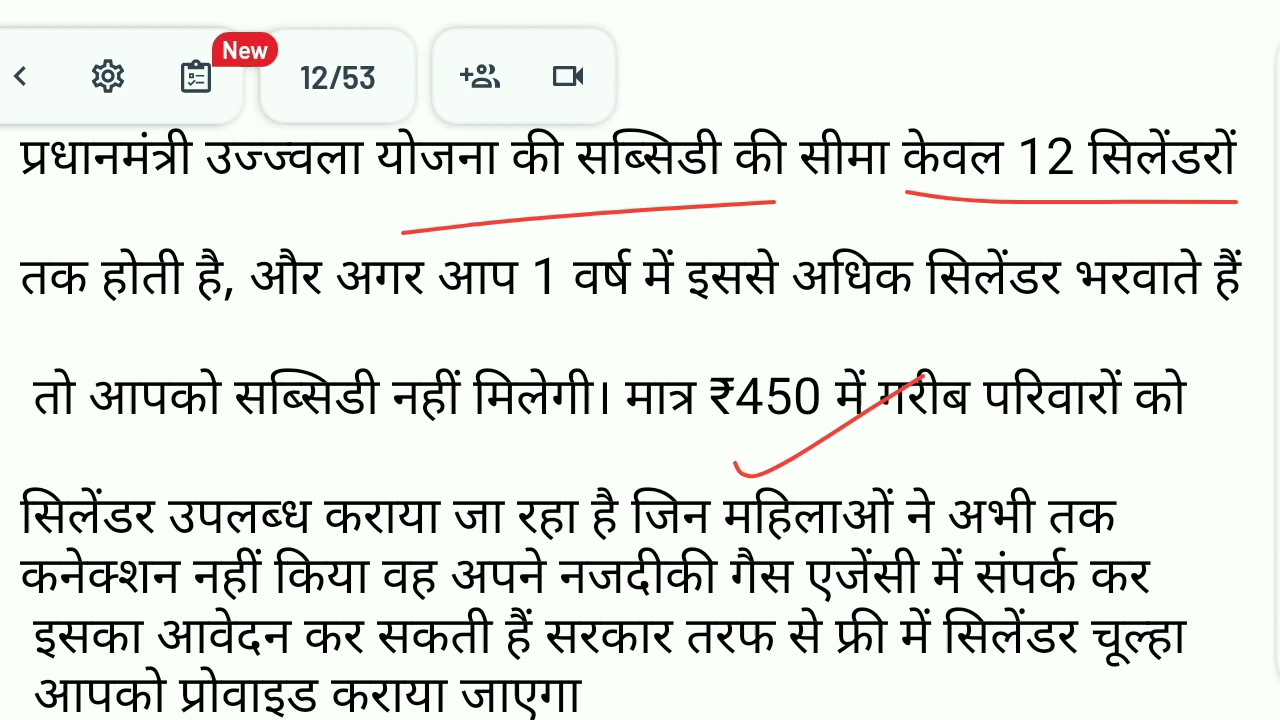 New
12/53
प्रधानमंत्री उज्ज्वला योजना की सब्सिडी की सीमा केवल 12 सिलेंडरों
तक होती है, और अगर आप 1 वर्ष में इससे अधिक सिलेंडर भरवाते हैं
तो आपको सब्सिडी नहीं मिलेगी। मात्र ₹450 में गरीब परिवारों को
सिलेंडर उपलब्ध कराया जा रहा है जिन महिलाओं ने अभी तक
कनेक्शन नहीं किया वह अपने नजदीकी गैस एजेंसी में संपर्क कर
इसका आवेदन कर सकती हैं सरकार तरफ से फ्री में सिलेंडर चूल्हा
आपको प्रोवाइड कराया जाएगा